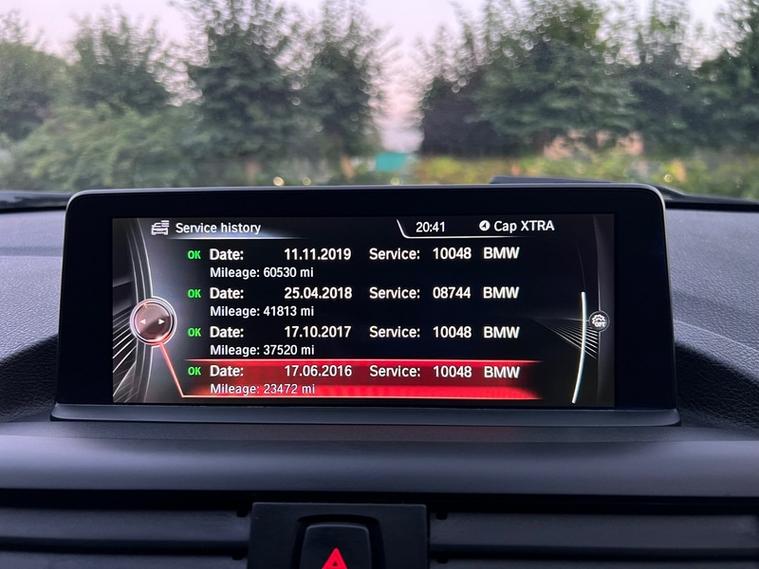 Service history 20:41 4 Cap XTRA
OK Date: 11.11.2019 Service: 10048 BMW
Mileage: 60530 mi
OK Date: 25.04.2018 Service: 08744 BMW
Mileage: 41813 mi
OK Date: 17.10.2017 Service: 10048 BMW
Mileage: 37520 mi
OK Date: 17.06.2016 Service: 10048 BMW
Mileage: 23472 mi
OFF